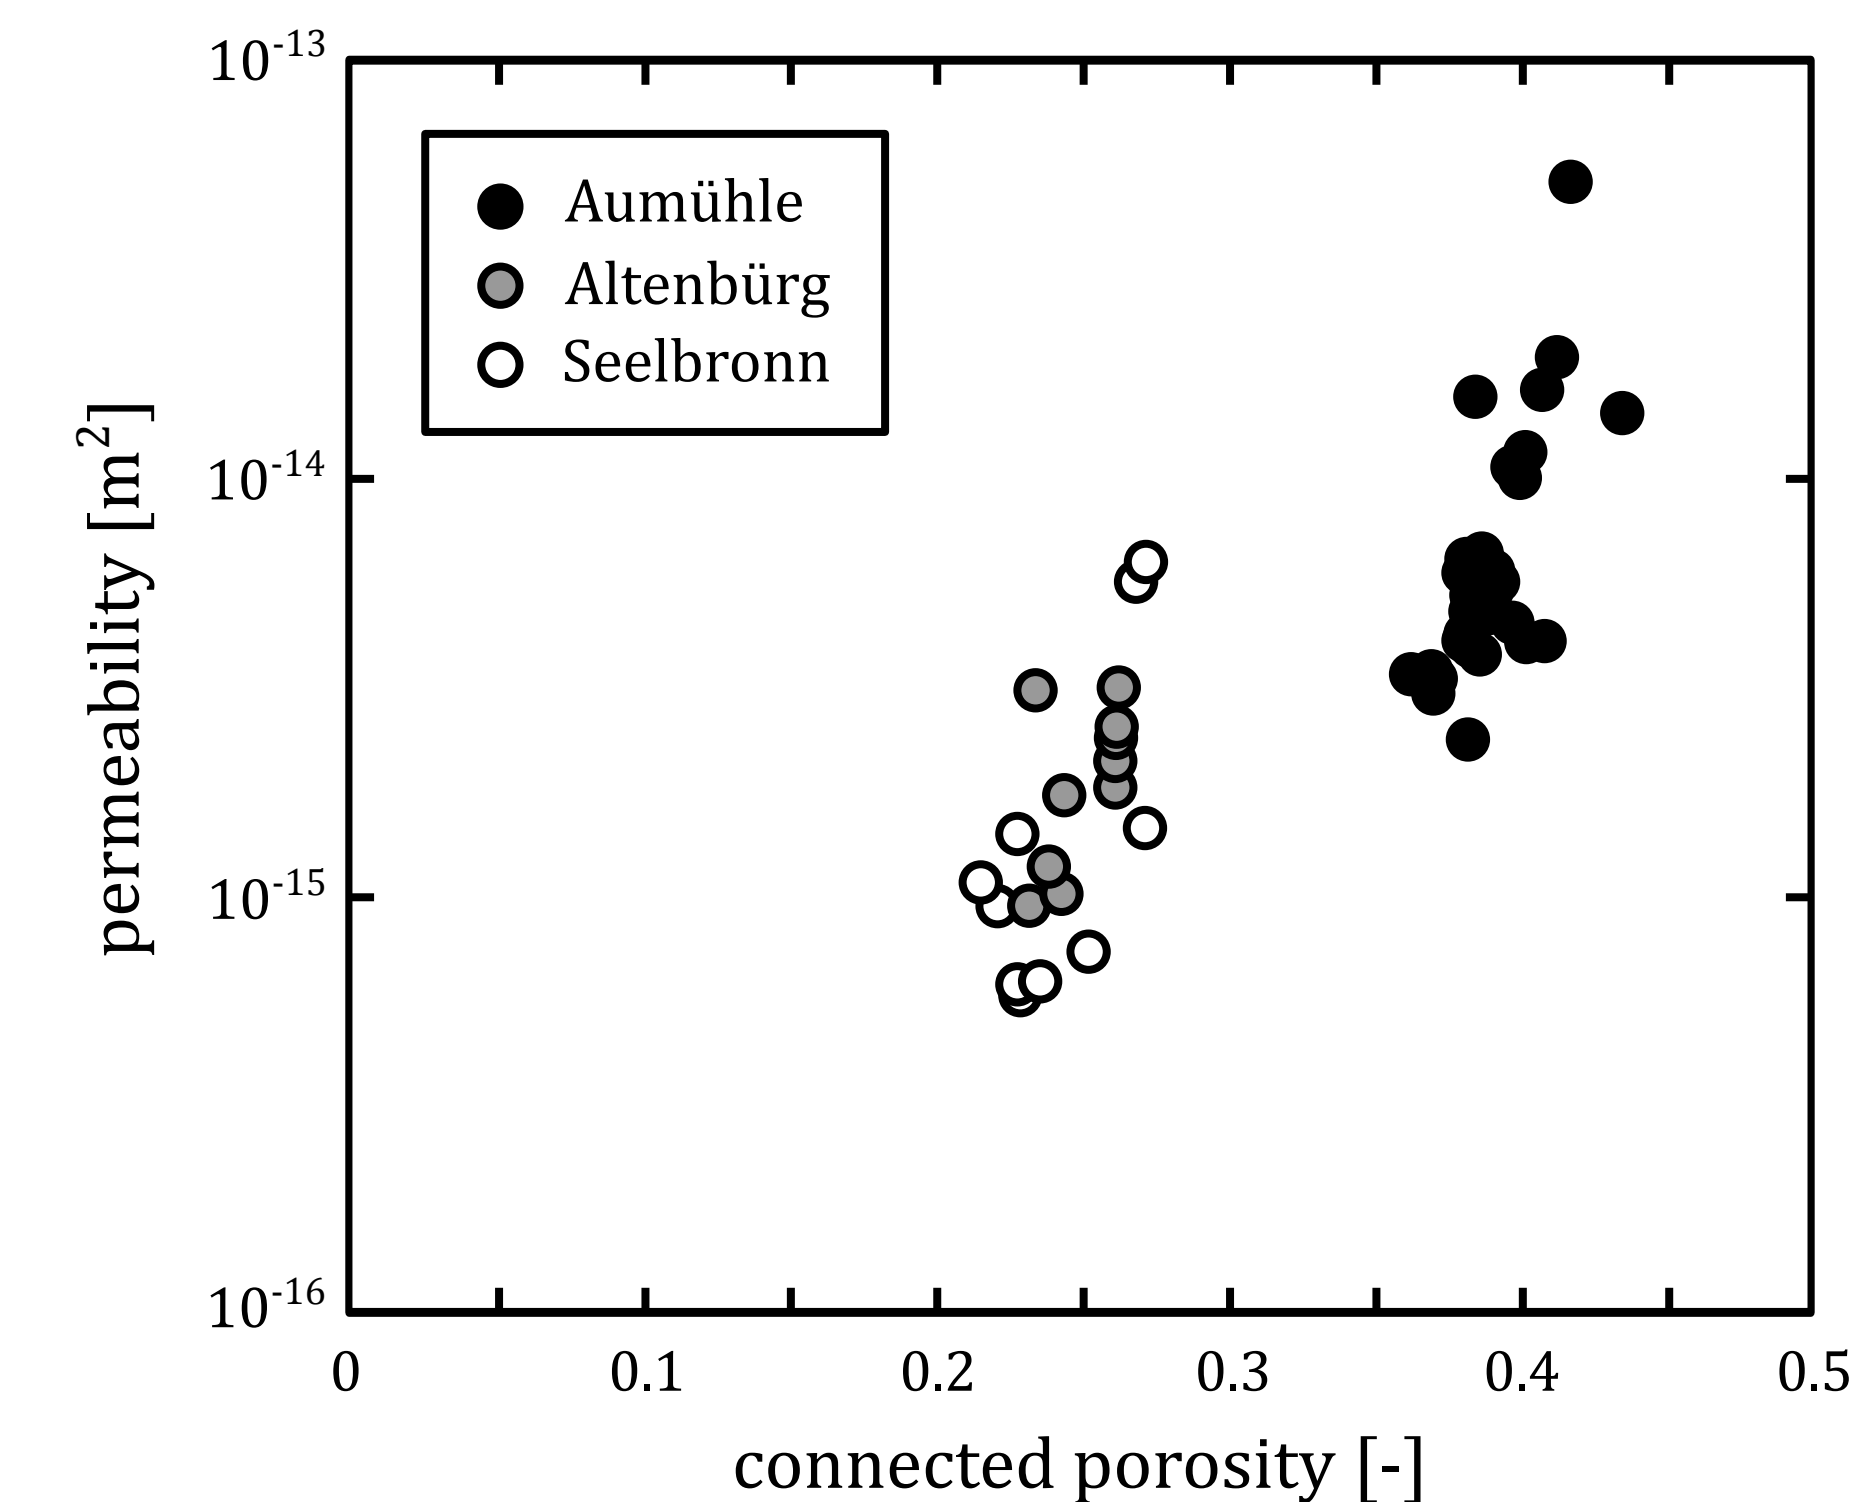 10⁻¹³
Aumühle
Altenbürg
Seelbronn
10⁻¹⁴
permeability [m²]
10⁻¹⁵
10⁻¹⁶
0 0.1 0.2 0.3 0.4 0.5
connected porosity [-]